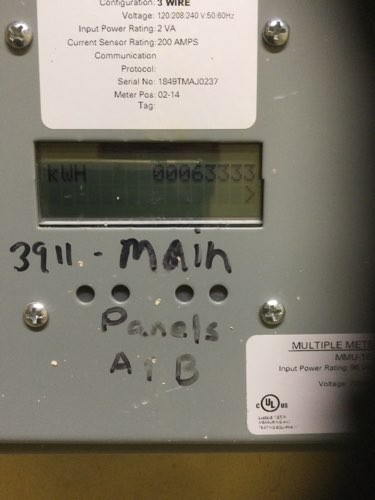 Configuration: 3 WIRE
Voltage: 120:208:240 V:50:60Hz
Input Power Rating: 2 VA
Current Sensor Rating: 200 AMPS
Communication
Protocol:
Serial No: 1849TMAJ0237
Meter Pos: 02-14
Tag:
kWH 00063333
>
3911 - Main
Panels
A & B
MULTIPLE METE
Input Power Rating
Voltage
c UL us